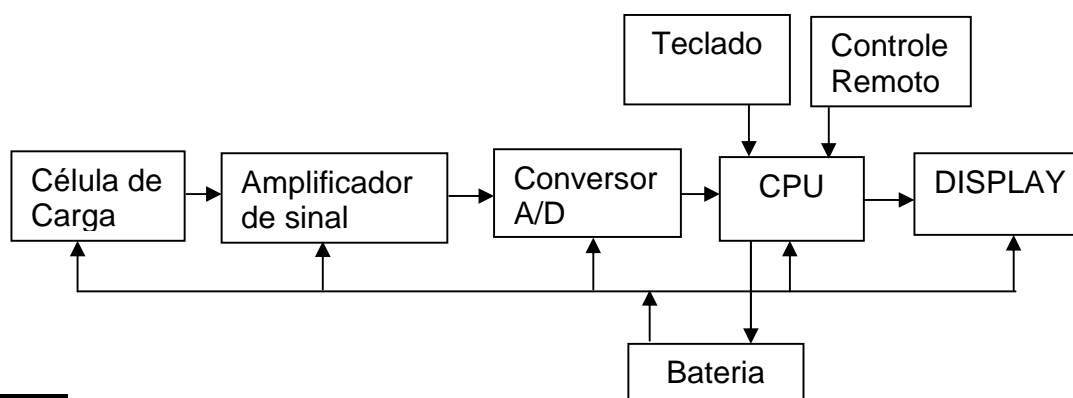 Teclado
Controle
Remoto
Célula de
Carga
Amplificador
de sinal
Conversor
A/D
CPU
DISPLAY
Bateria